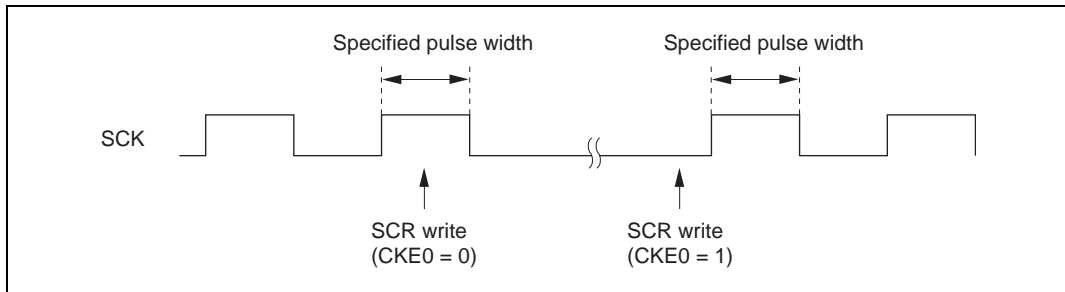 Specified pulse width
Specified pulse width
SCK
SCR write
(CKE0 = 0)
SCR write
(CKE0 = 1)